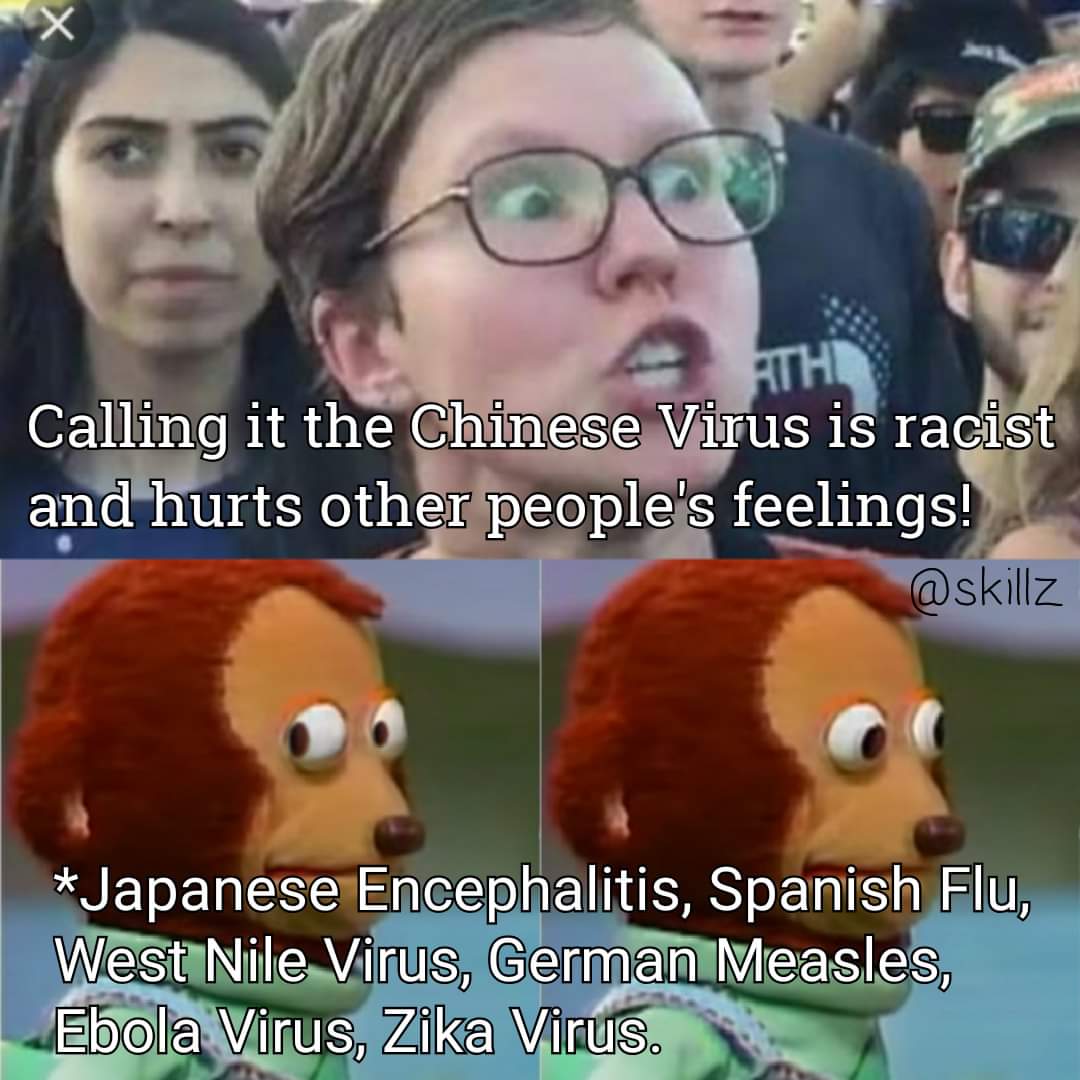 ATH
Calling it the Chinese Virus is racist
and hurts other people's feelings!
@skillz
*Japanese Encephalitis, Spanish Flu,
West Nile Virus, German Measles,
Ebola Virus, Zika Virus.